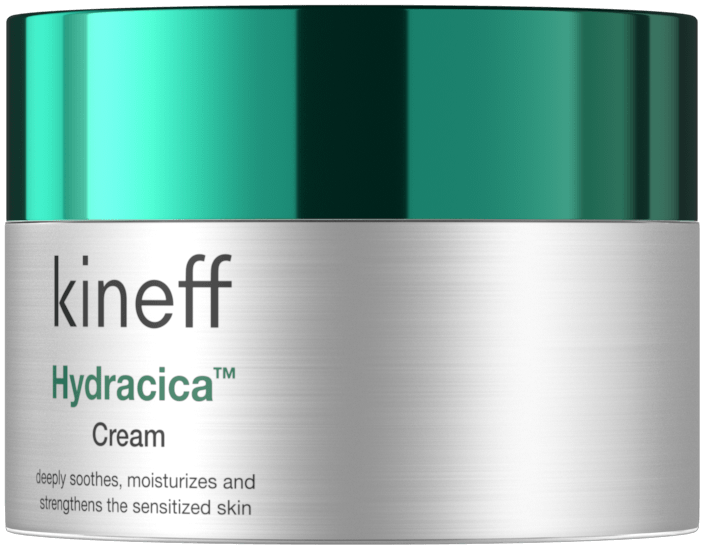 kineff
Hydracica™
Cream
deeply soothes, moisturizes and
strengthens the sensitized skin